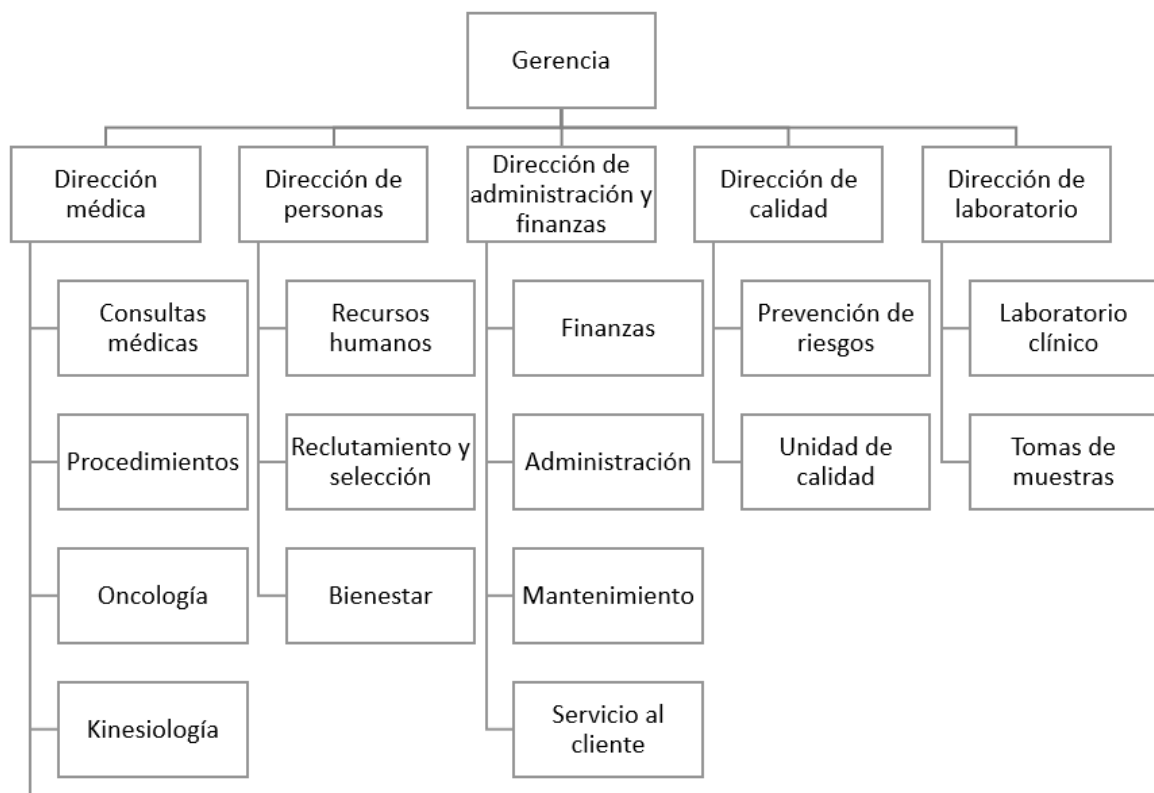 Gerencia
Dirección
médica
Dirección de
personas
Dirección de
administración y
finanzas
Dirección de
calidad
Dirección de
laboratorio
Consultas
médicas
Recursos
humanos
Finanzas
Prevención de
riesgos
Laboratorio
clínico
Procedimientos
Reclutamiento y
selección
Administración
Unidad de
calidad
Tomas de
muestras
Oncología
Bienestar
Mantenimiento
Kinesiología
Servicio al
cliente